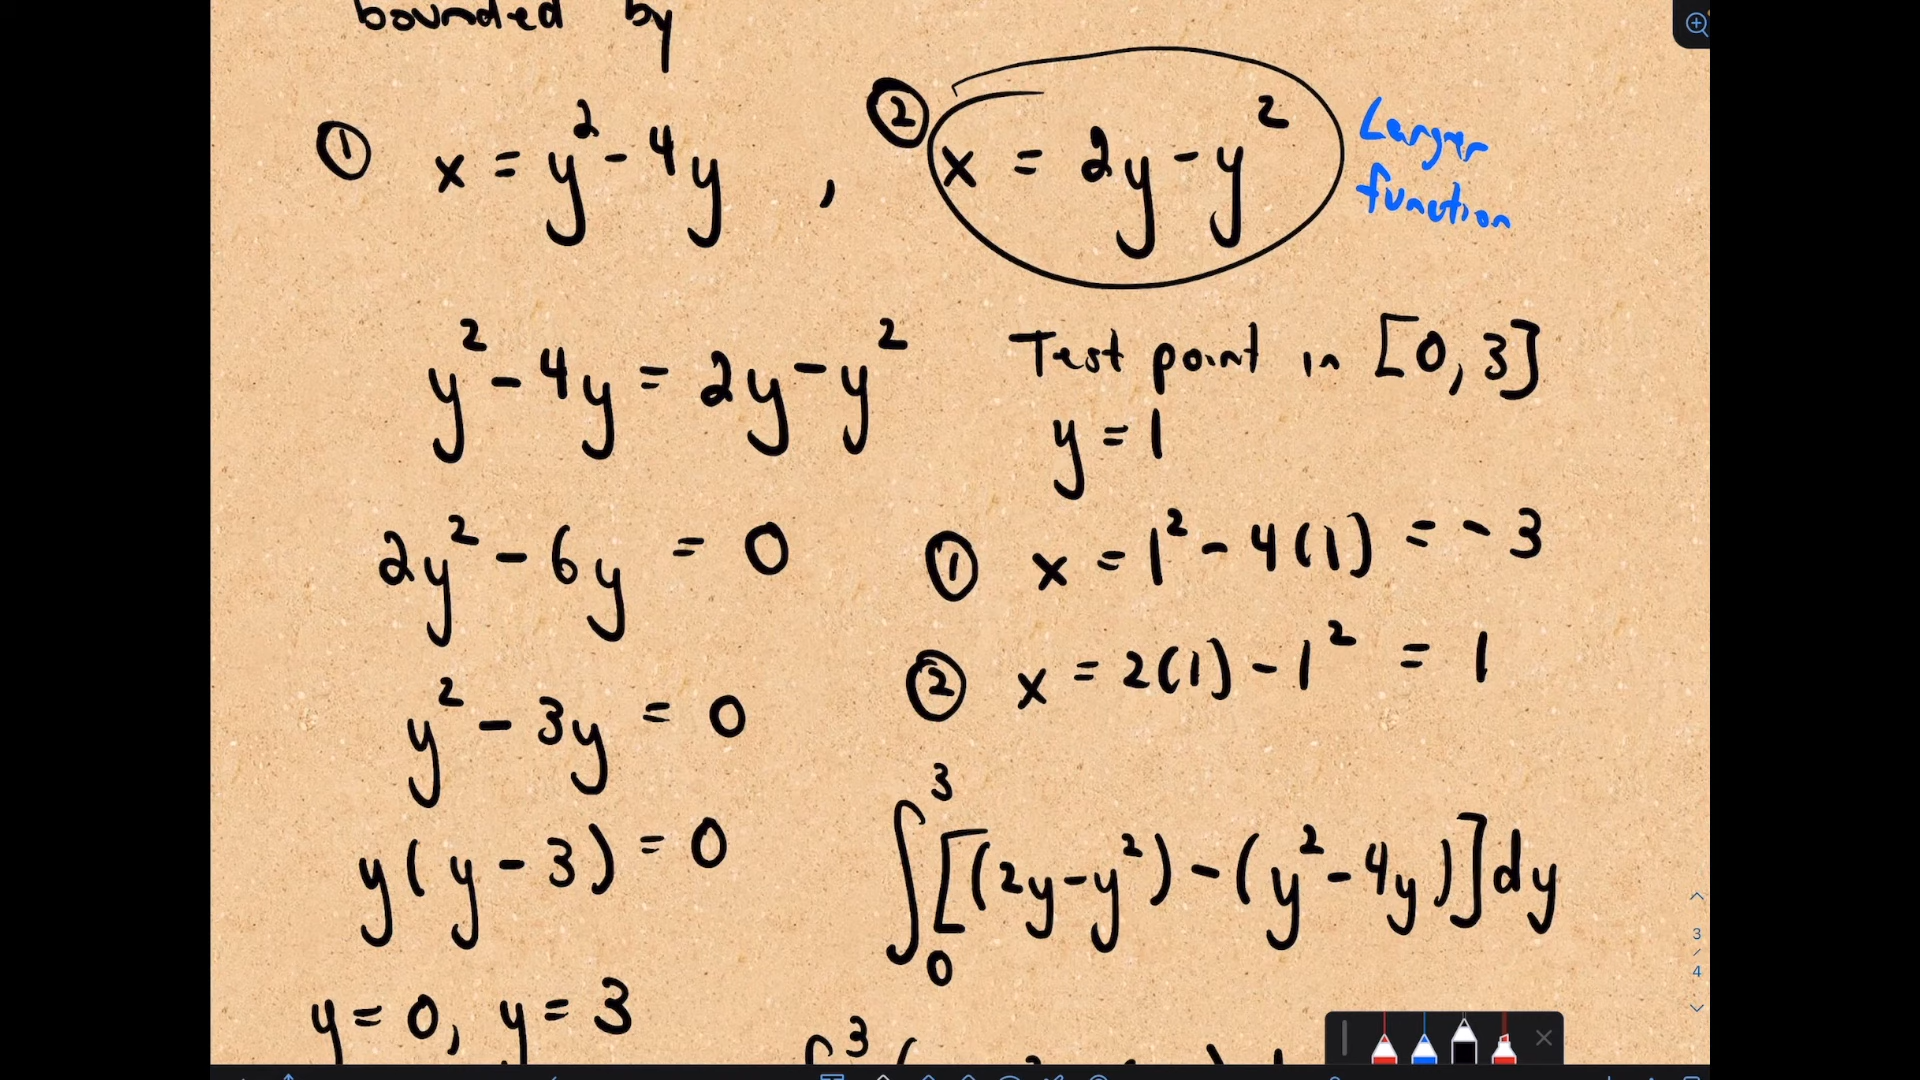 bounded by
① x = y² - 4y , ② x = 2y - y² Larger function
y² - 4y = 2y - y²
2y² - 6y = 0
y² - 3y = 0
y(y - 3) = 0
y = 0, y = 3
Test point in [0, 3]
y = 1
① x = 1² - 4(1) = -3
② x = 2(1) - 1² = 1
∫₀³ [(2y - y²) - (y² - 4y)] dy
3
/
4